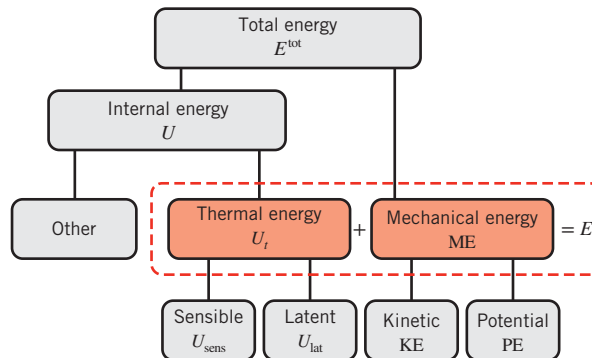 Total energy
E^tot
Internal energy
U
Other
Thermal energy
U_t
+
Mechanical energy
ME
= E
Sensible
U_sens
Latent
U_lat
Kinetic
KE
Potential
PE